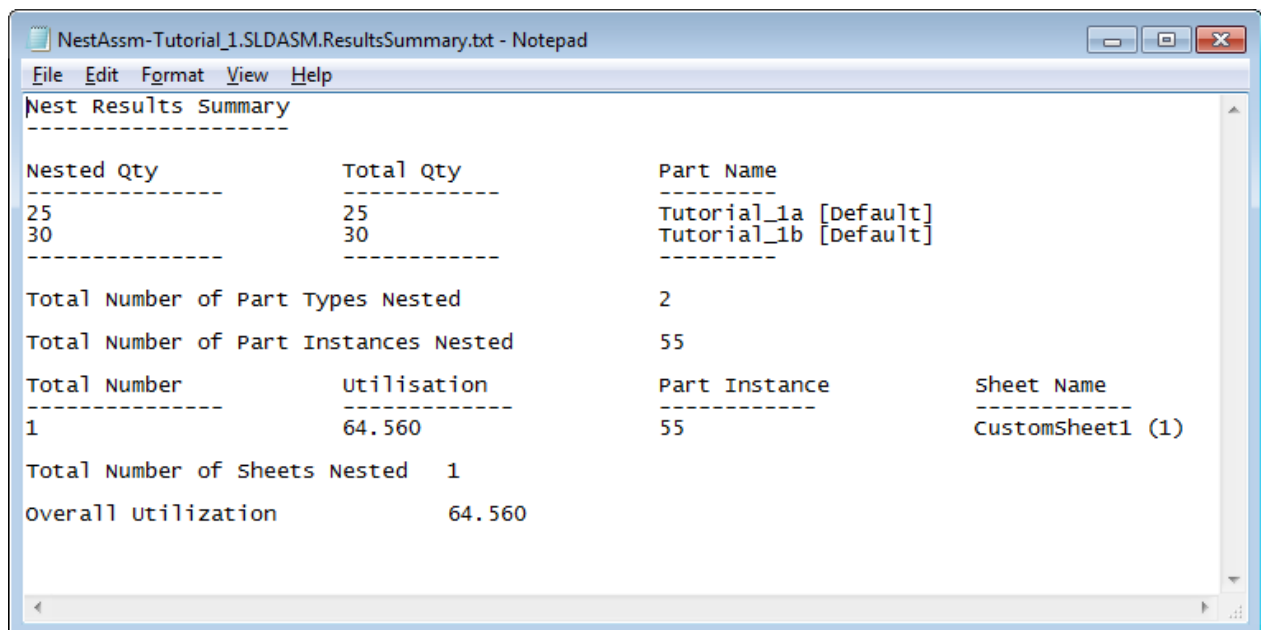 NestAssm-Tutorial_1.SLDASM.ResultsSummary.txt - Notepad
File Edit Format View Help
Nest Results Summary
--------------------
Nested Qty Total Qty Part Name
--------------- ------------ ---------
25 25 Tutorial_1a [Default]
30 30 Tutorial_1b [Default]
--------------- ------------ ---------
Total Number of Part Types Nested 2
Total Number of Part Instances Nested 55
Total Number Utilisation Part Instance Sheet Name
--------------- ------------- ------------ ------------
1 64.560 55 CustomSheet1 (1)
Total Number of Sheets Nested 1
Overall Utilization 64.560